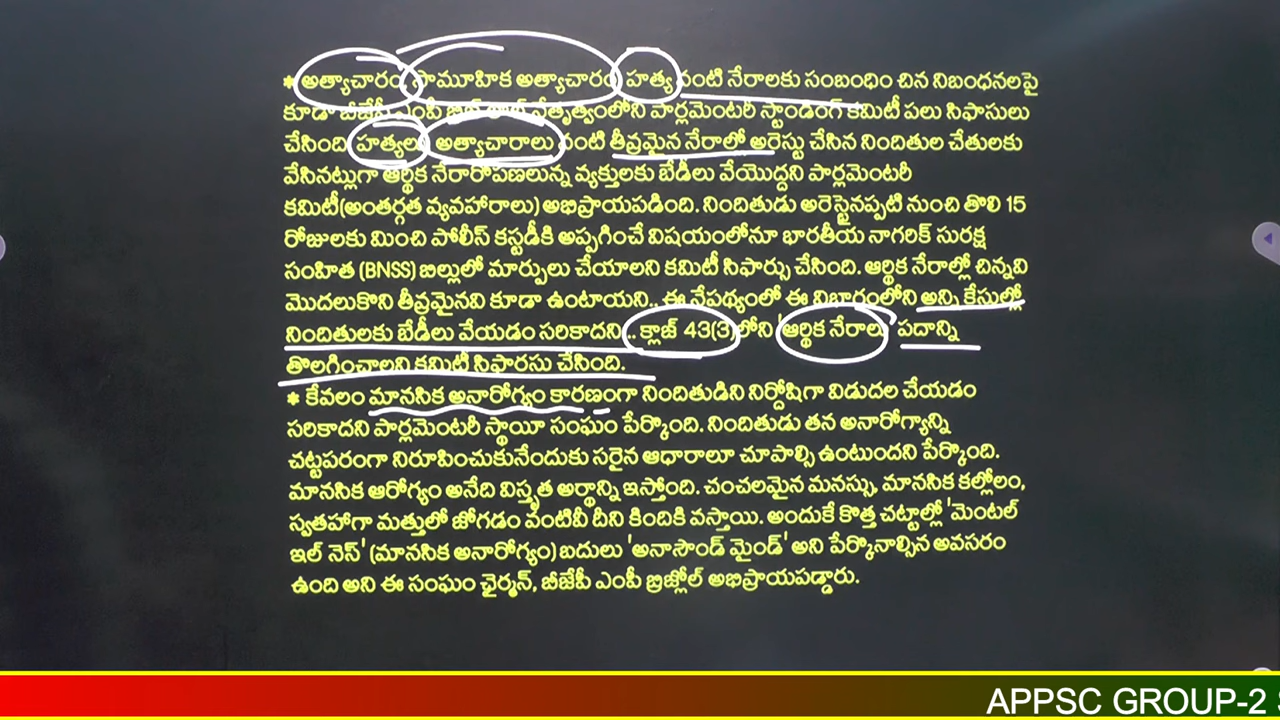 * అత్యాచారం, సామూహిక అత్యాచారం, హత్య వంటి నేరాలకు సంబంధిం చిన నిబంధనలపై
కూడా బీజేపీ ఎంపీ నేతృత్వంలోని పార్లమెంటరీ స్టాండింగ్ కమిటీ పలు సిఫాసులు
చేసింది. హత్యలు, అత్యాచారాలు వంటి తీవ్రమైన నేరాల్లో అరెస్టు చేసిన నిందితుల చేతులకు
వేసినట్లుగా ఆర్థిక నేరారోపణలున్న వ్యక్తులకు బేడీలు వేయొద్దని పార్లమెంటరీ
కమిటీ(అంతర్గత వ్యవహారాలు) అభిప్రాయపడింది. నిందితుడు అరెస్టైనప్పటి నుంచి తొలి 15
రోజులకు మించి పోలీస్ కస్టడీకి అప్పగించే విషయంలోనూ భారతీయ నాగరిక్ సురక్ష
సంహిత (BNSS) బిల్లులో మార్పులు చేయాలని కమిటీ సిఫార్సు చేసింది. ఆర్థిక నేరాల్లో చిన్నవి
మొదలుకొని తీవ్రమైనవి కూడా ఉంటాయని.. ఈ నేపథ్యంలో ఈ విభాగంలోని అన్ని కేసుల్లో
నిందితులకు బేడీలు వేయడం సరికాదని.. క్లాజ్ 43(3)లోని 'ఆర్థిక నేరాలు' పదాన్ని
తొలగించాలని కమిటీ సిఫారసు చేసింది.
* కేవలం మానసిక అనారోగ్యం కారణంగా నిందితుడిని నిర్దోషిగా విడుదల చేయడం
సరికాదని పార్లమెంటరీ స్థాయీ సంఘం పేర్కొంది. నిందితుడు తన అనారోగ్యాన్ని
చట్టపరంగా నిరూపించుకునేందుకు సరైన ఆధారాలూ చూపాల్సి ఉంటుందని పేర్కొంది.
మానసిక ఆరోగ్యం అనేది విస్తృత అర్థాన్ని ఇస్తోంది. చంచలమైన మనస్సు, మానసిక కల్లోలం,
స్వతహాగా మత్తులో జోగడం వంటివీ దీని కిందికి వస్తాయి. అందుకే కొత్త చట్టాల్లో 'మెంటల్
ఇల్ నెస్' (మానసిక అనారోగ్యం) బదులు 'అనాసౌండ్ మైండ్' అని పేర్కొనాల్సిన అవసరం
ఉంది అని ఈ సంఘం ఛైర్మన్, బీజేపీ ఎంపీ బ్రిజ్లోల్ అభిప్రాయపడ్డారు.
APPSC GROUP-2